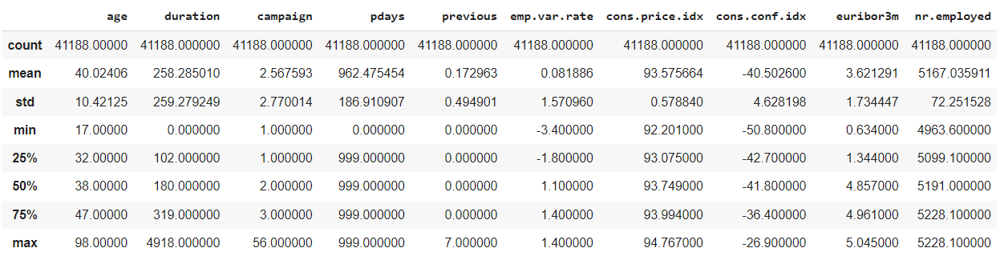 age duration campaign pdays previous emp.var.rate cons.price.idx cons.conf.idx euribor3m nr.employed
count 41188.00000 41188.000000 41188.000000 41188.000000 41188.000000 41188.000000 41188.000000 41188.000000 41188.000000 41188.000000
mean 40.02406 258.285010 2.567593 962.475454 0.172963 0.081886 93.575664 -40.502600 3.621291 5167.035911
std 10.42125 259.279249 2.770014 186.910907 0.494901 1.570960 0.578840 4.628198 1.734447 72.251528
min 17.00000 0.000000 1.000000 0.000000 0.000000 -3.400000 92.201000 -50.800000 0.634000 4963.600000
25% 32.00000 102.000000 1.000000 999.000000 0.000000 -1.800000 93.075000 -42.700000 1.344000 5099.100000
50% 38.00000 180.000000 2.000000 999.000000 0.000000 1.100000 93.749000 -41.800000 4.857000 5191.000000
75% 47.00000 319.000000 3.000000 999.000000 0.000000 1.400000 93.994000 -36.400000 4.961000 5228.100000
max 98.00000 4918.000000 56.000000 999.000000 7.000000 1.400000 94.767000 -26.900000 5.045000 5228.100000